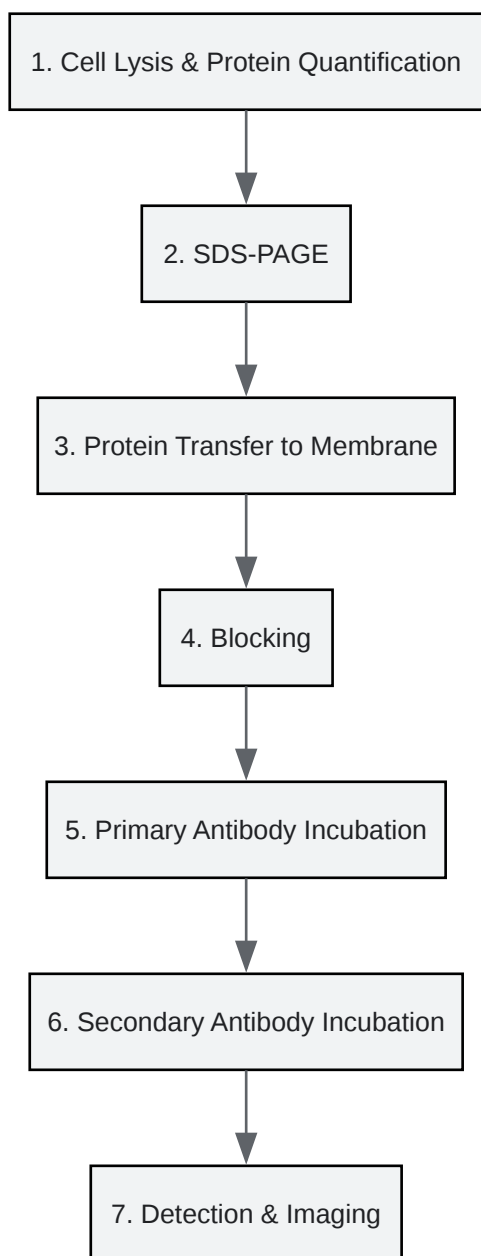 1. Cell Lysis & Protein Quantification
2. SDS-PAGE
3. Protein Transfer to Membrane
4. Blocking
5. Primary Antibody Incubation
6. Secondary Antibody Incubation
7. Detection & Imaging